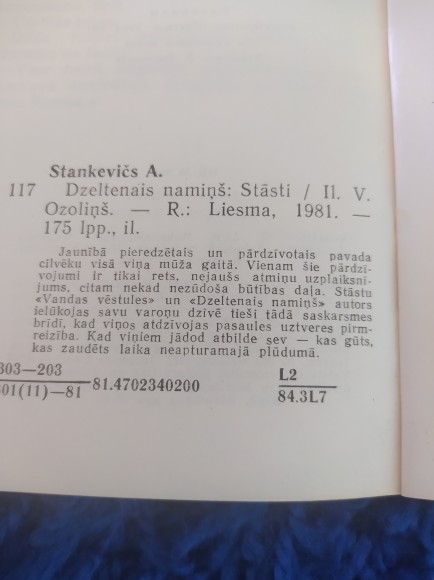 Stankevičs A.
117 Dzeltenais namiņš: Stāsti / Il. V.
Ozoliņš. — R.: Liesma, 1981. —
175 lpp., il.
Jaunībā pieredzētais un pārdzīvotais pavada
cilvēku visā viņa mūža gaitā. Vienam šie pārdzī-
vojumi ir tikai rets, nejaušs atmiņu uzplaiksnī-
jums, citam nekad nezūdoša būtības daļa. Stāstu
«Vandas vēstules» un «Dzeltenais namiņš» autors
ielūkojas savu varoņu dzīvē tieši tādā saskarsmes
brīdī, kad viņos atdzīvojas pasaules uztveres pirm-
reizība. Kad viņiem jādod atbilde sev — kas gūts,
kas zaudēts laika neapturamajā plūdumā.
303—203
01(11)—81 —81.4702340200 L2
84.3L7